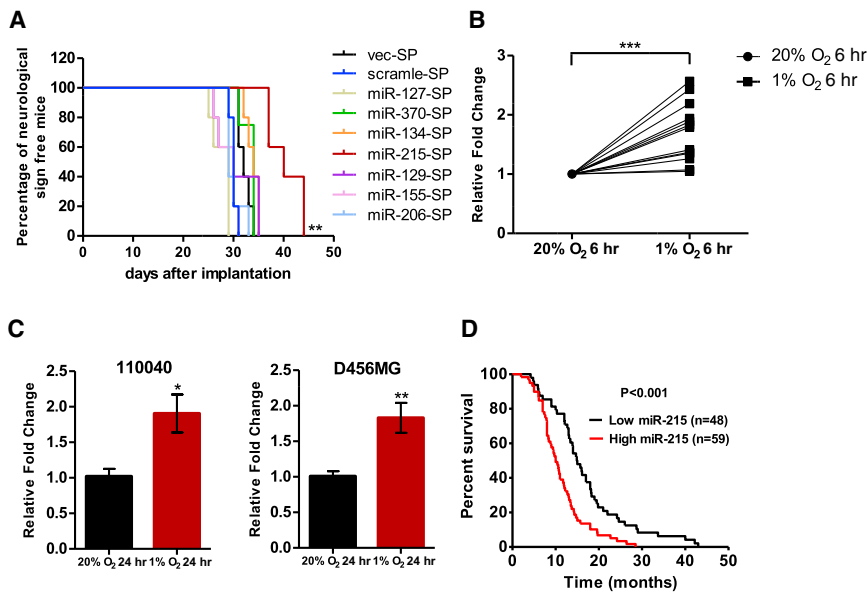 A
Percentage of neurological
sign free mice
120
100
80
60
40
20
0
0 10 20 30 40 50
days after implantation
**
vec-SP
scramle-SP
miR-127-SP
miR-370-SP
miR-134-SP
miR-215-SP
miR-129-SP
miR-155-SP
miR-206-SP
B
Relative Fold Change
3
2
1
0
***
20% O2 6 hr 1% O2 6 hr
20% O2 6 hr
1% O2 6 hr
C
110040
Relative Fold Change
2.5
2.0
1.5
1.0
0.5
0.0
*
20% O2 24 hr 1% O2 24 hr
D456MG
Relative Fold Change
2.5
2.0
1.5
1.0
0.5
0.0
**
20% O2 24 hr 1% O2 24 hr
D
Percent survival
100
80
60
40
20
0
P<0.001
Low miR-215 (n=48)
High miR-215 (n=59)
0 10 20 30 40 50
Time (months)